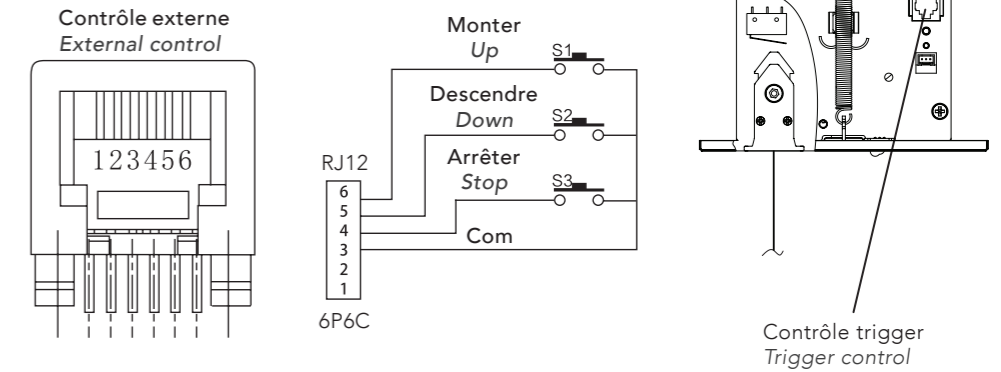 Contrôle externe
External control
123456
Monter
Up
S1
Descendre
Down
S2
Arrêter
Stop
S3
Com
RJ12
6
5
4
3
2
1
6P6C
Contrôle trigger
Trigger control